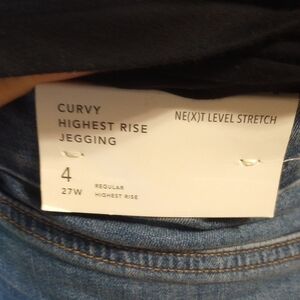 CURVY
HIGHEST RISE
JEGGING
NE(X)T LEVEL STRETCH
4
27W
REGULAR
HIGHEST RISE